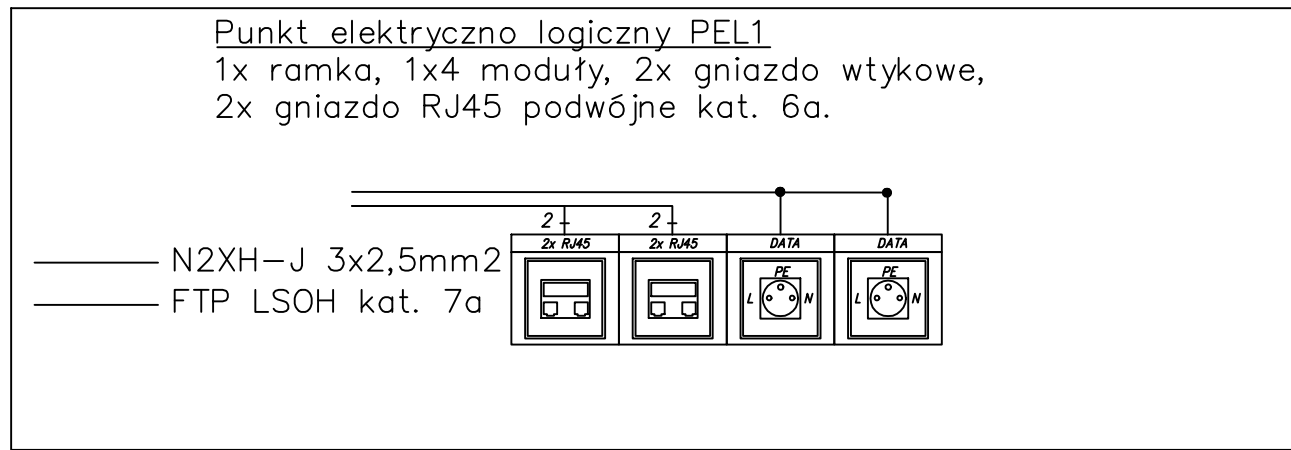 Punkt elektryczno logiczny PEL1
1x ramka, 1x4 moduły, 2x gniazdo wtykowe,
2x gniazdo RJ45 podwójne kat. 6a.
2 2
2x RJ45 2x RJ45 DATA DATA
N2XH-J 3x2,5mm2
PE PE
L N L N
FTP LSOH kat. 7a